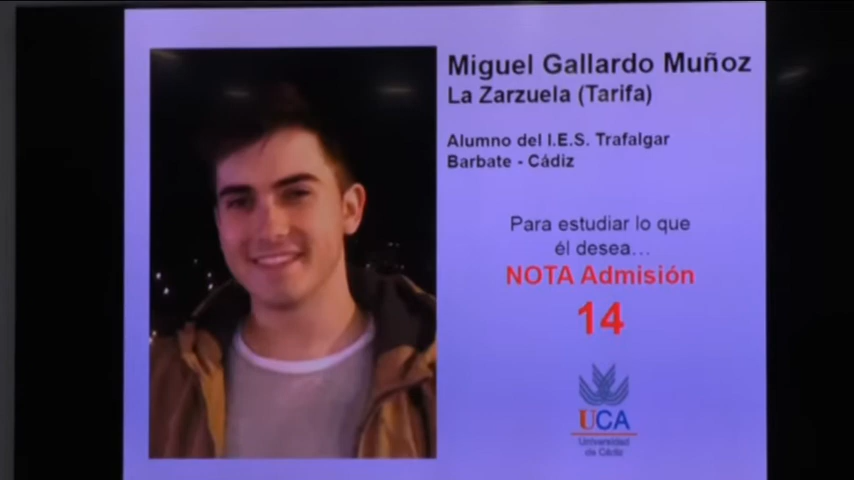 Miguel Gallardo Muñoz
La Zarzuela (Tarifa)
Alumno del I.E.S. Trafalgar
Barbate - Cádiz
Para estudiar lo que
él desea...
NOTA Admisión
14
UCA
Universidad
de Cádiz